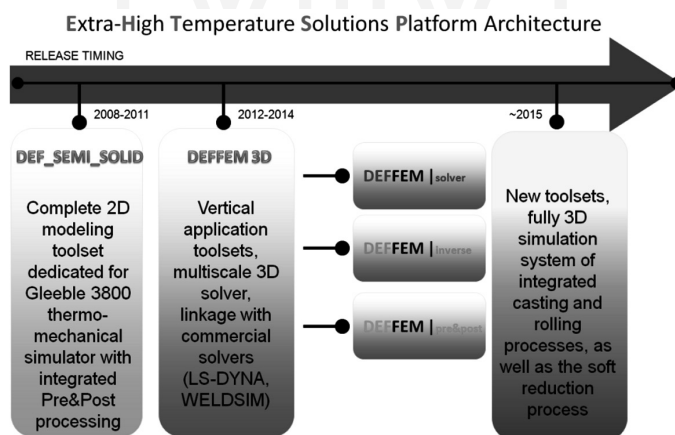 Extra-High Temperature Solutions Platform Architecture
RELEASE TIMING
2008-2011
2012-2014
~2015
DEF_SEMI_SOLID
Complete 2D
modeling
toolset
dedicated for
Gleeble 3800
thermo-
mechanical
simulator with
integrated
Pre&Post
processing
DEFFEM 3D
Vertical
application
toolsets,
multiscale 3D
solver,
linkage with
commercial
solvers
(LS-DYNA,
WELDSIM)
DEFFEM | solver
DEFFEM | inverse
DEFFEM | pre&post
New toolsets,
fully 3D
simulation
system of
integrated
casting and
rolling
processes, as
well as the soft
reduction
process